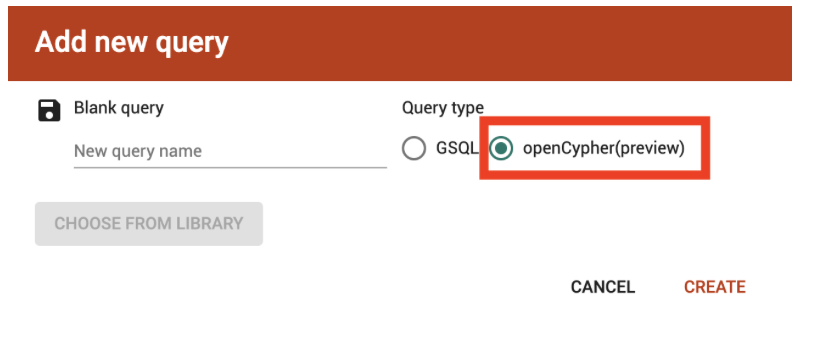 Add new query
Blank query
Query type
New query name
GSQL
openCypher(preview)
CHOOSE FROM LIBRARY
CANCEL
CREATE